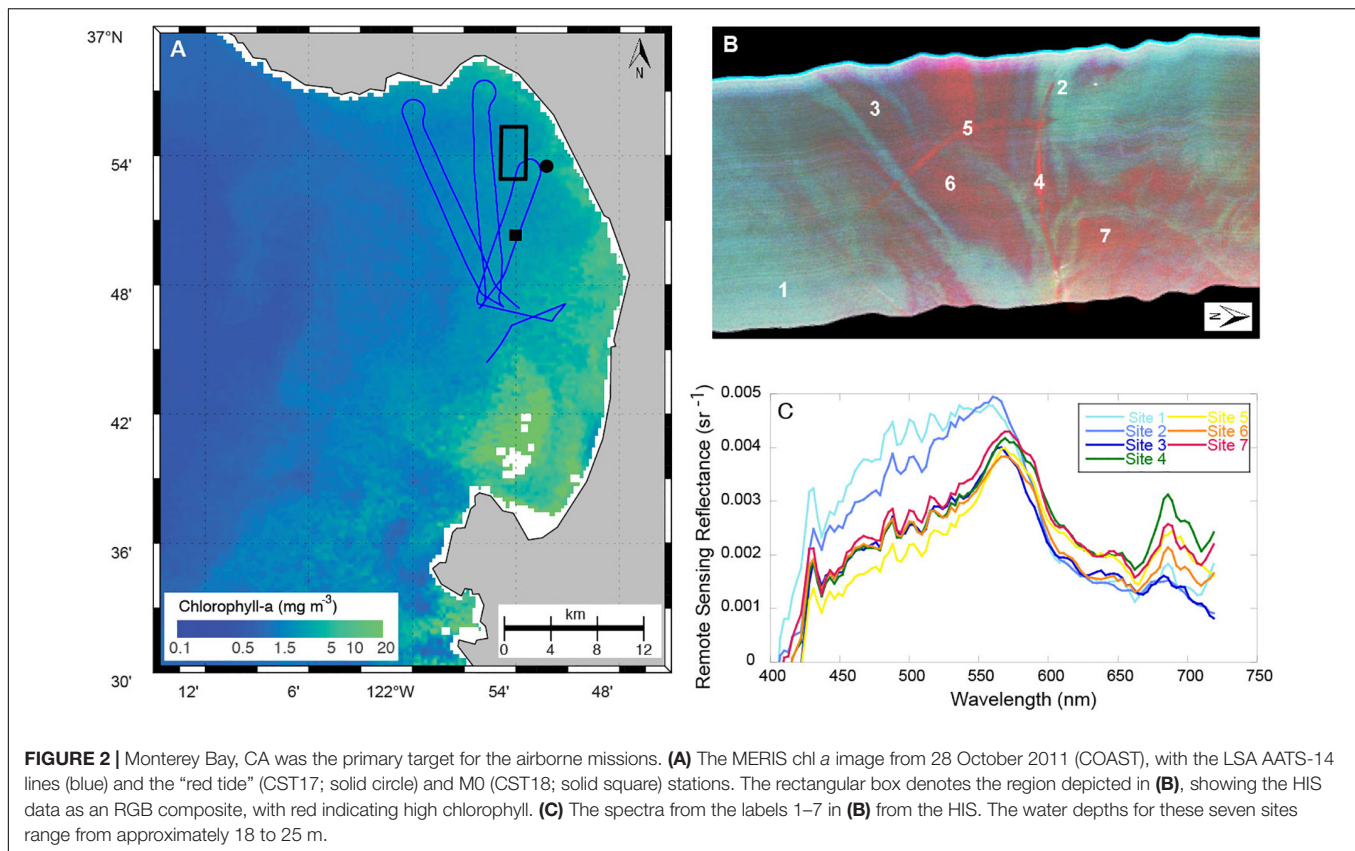 37°N
A
N
54'
48'
42'
36'
30'
Chlorophyll-a (mg m-3)
0.1 0.5 1.5 5 10 20
km
0 4 8 12
12' 6' 122°W 54' 48'
B
2
3
5
6
4
7
1
N
C
Remote Sensing Reflectance (sr-1)
0.005
0.004
0.003
0.002
0.001
0
Site 1 Site 5
Site 2 Site 6
Site 3 Site 7
Site 4
400 450 500 550 600 650 700 750
Wavelength (nm)
FIGURE 2 | Monterey Bay, CA was the primary target for the airborne missions. (A) The MERIS chl a image from 28 October 2011 (COAST), with the LSA AATS-14
lines (blue) and the “red tide” (CST17; solid circle) and M0 (CST18; solid square) stations. The rectangular box denotes the region depicted in (B), showing the HIS
data as an RGB composite, with red indicating high chlorophyll. (C) The spectra from the labels 1–7 in (B) from the HIS. The water depths for these seven sites
range from approximately 18 to 25 m.